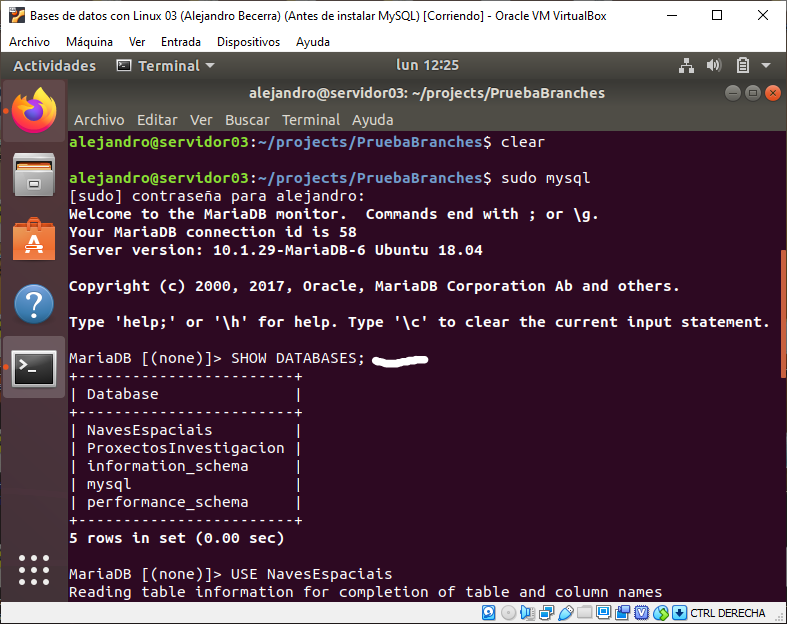 Bases de datos con Linux 03 (Alejandro Becerra) (Antes de instalar MySQL) [Corriendo] - Oracle VM VirtualBox
Archivo Máquina Ver Entrada Dispositivos Ayuda
Actividades Terminal lun 12:25
alejandro@servidor03: ~/projects/PruebaBranches
Archivo Editar Ver Buscar Terminal Ayuda
alejandro@servidor03:~/projects/PruebaBranches$ clear
alejandro@servidor03:~/projects/PruebaBranches$ sudo mysql
[sudo] contraseña para alejandro:
Welcome to the MariaDB monitor.  Commands end with ; or \g.
Your MariaDB connection id is 58
Server version: 10.1.29-MariaDB-6 Ubuntu 18.04
Copyright (c) 2000, 2017, Oracle, MariaDB Corporation Ab and others.
Type 'help;' or '\h' for help. Type '\c' to clear the current input statement.
MariaDB [(none)]> SHOW DATABASES;
+------------------------+
| Database               |
+------------------------+
| NavesEspaciais         |
| ProxectosInvestigacion |
| information_schema     |
| mysql                  |
| performance_schema     |
+------------------------+
5 rows in set (0.00 sec)
MariaDB [(none)]> USE NavesEspaciais
Reading table information for completion of table and column names
CTRL DERECHA